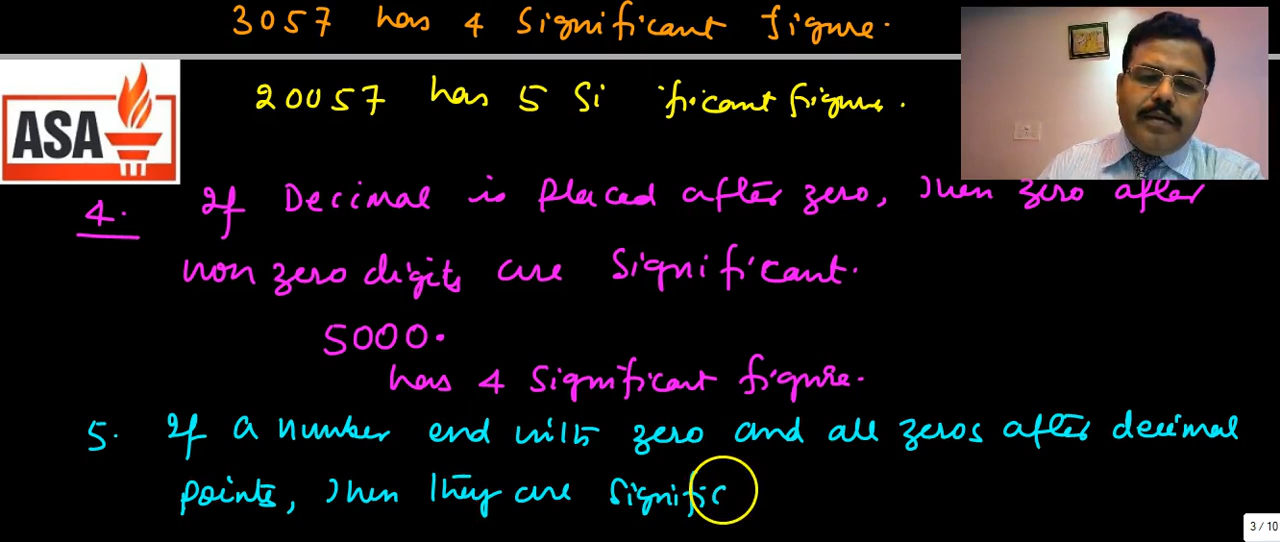 3057 has 4 Significant figure.
ASA
20057 has 5 Si ficant figure.
4. If Decimal is placed after zero, Then zero after
non zero digits are Significant.
5000.
has 4 Significant figure.
5. If a number end with zero and all zeros after decimal
points, Then They are Signific
3 / 10